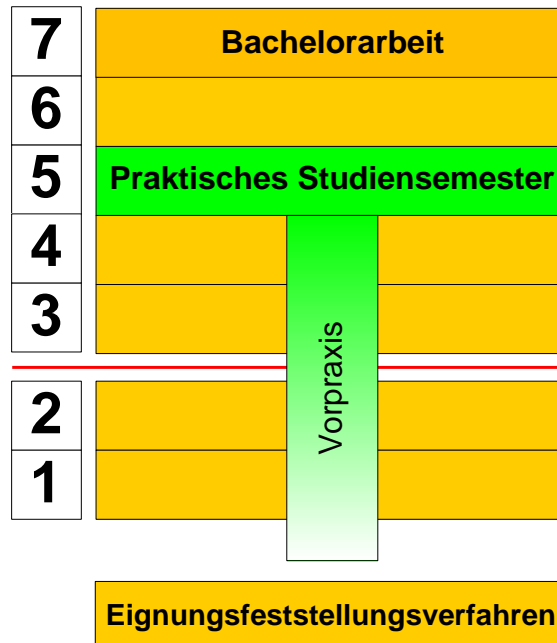 7
Bachelorarbeit
6
5
Praktisches Studiensemester
4
3
Vorpraxis
2
1
Eignungsfeststellungsverfahren